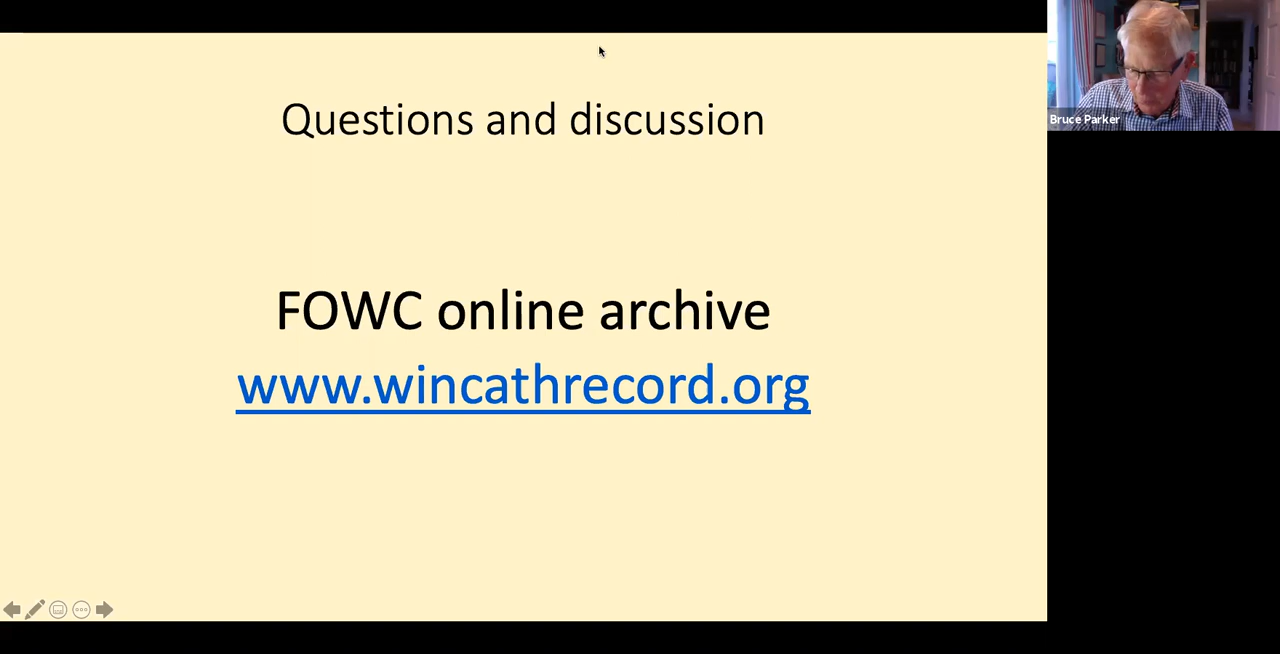 Questions and discussion
FOWC online archive
www.wincathrecord.org
Bruce Parker